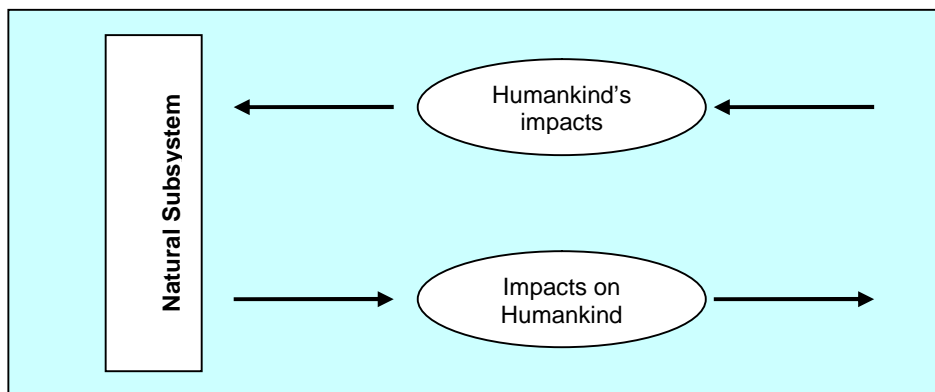 Natural Subsystem
Humankind's
impacts
Impacts on
Humankind